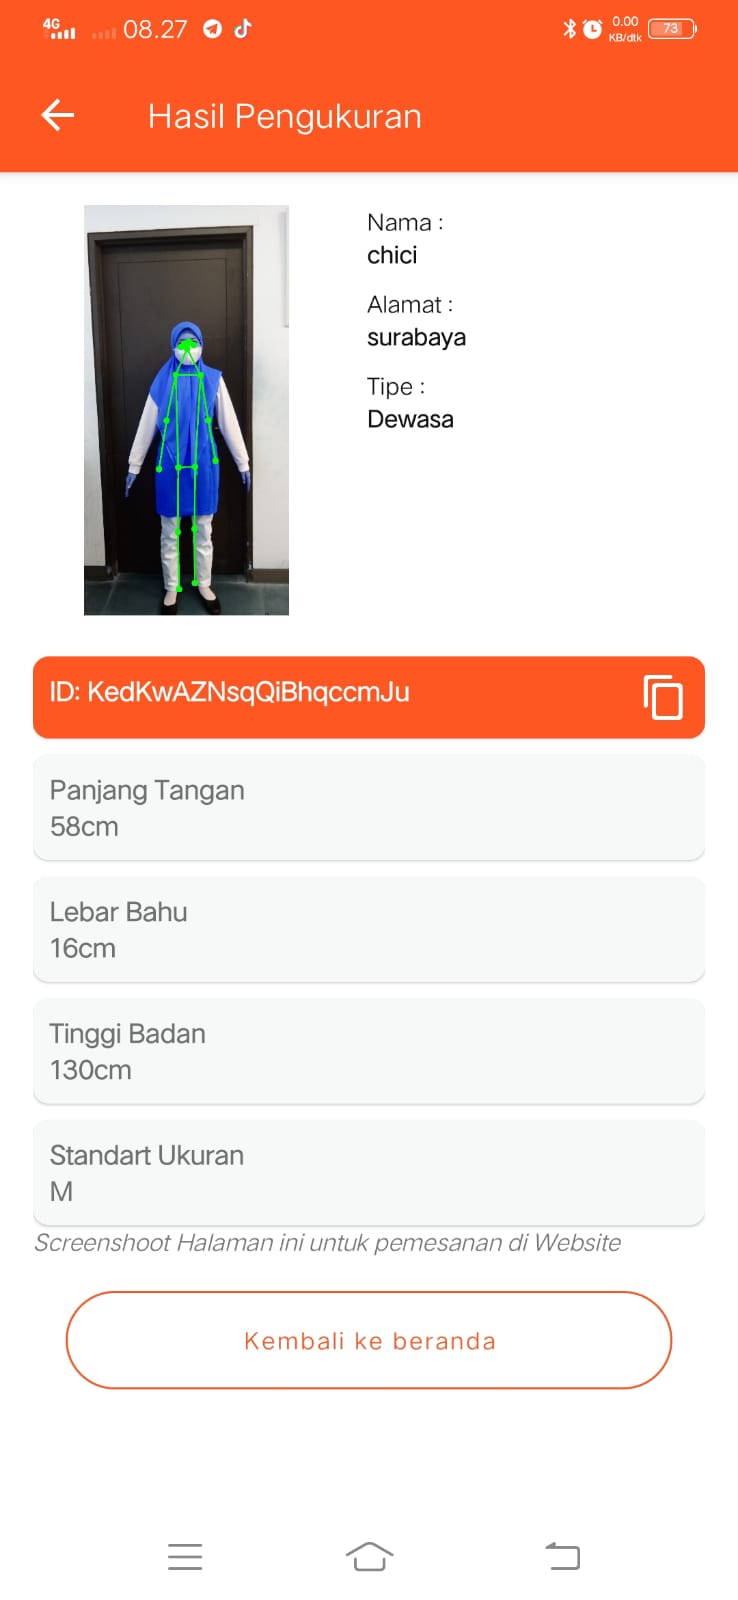 4G 08.27 0.00 KB/dtk 73
Hasil Pengukuran
Nama :
chici
Alamat :
surabaya
Tipe :
Dewasa
ID: KedKwAZNsqQiBhqccmJu
Panjang Tangan
58cm
Lebar Bahu
16cm
Tinggi Badan
130cm
Standart Ukuran
M
Screenshoot Halaman ini untuk pemesanan di Website
Kembali ke beranda